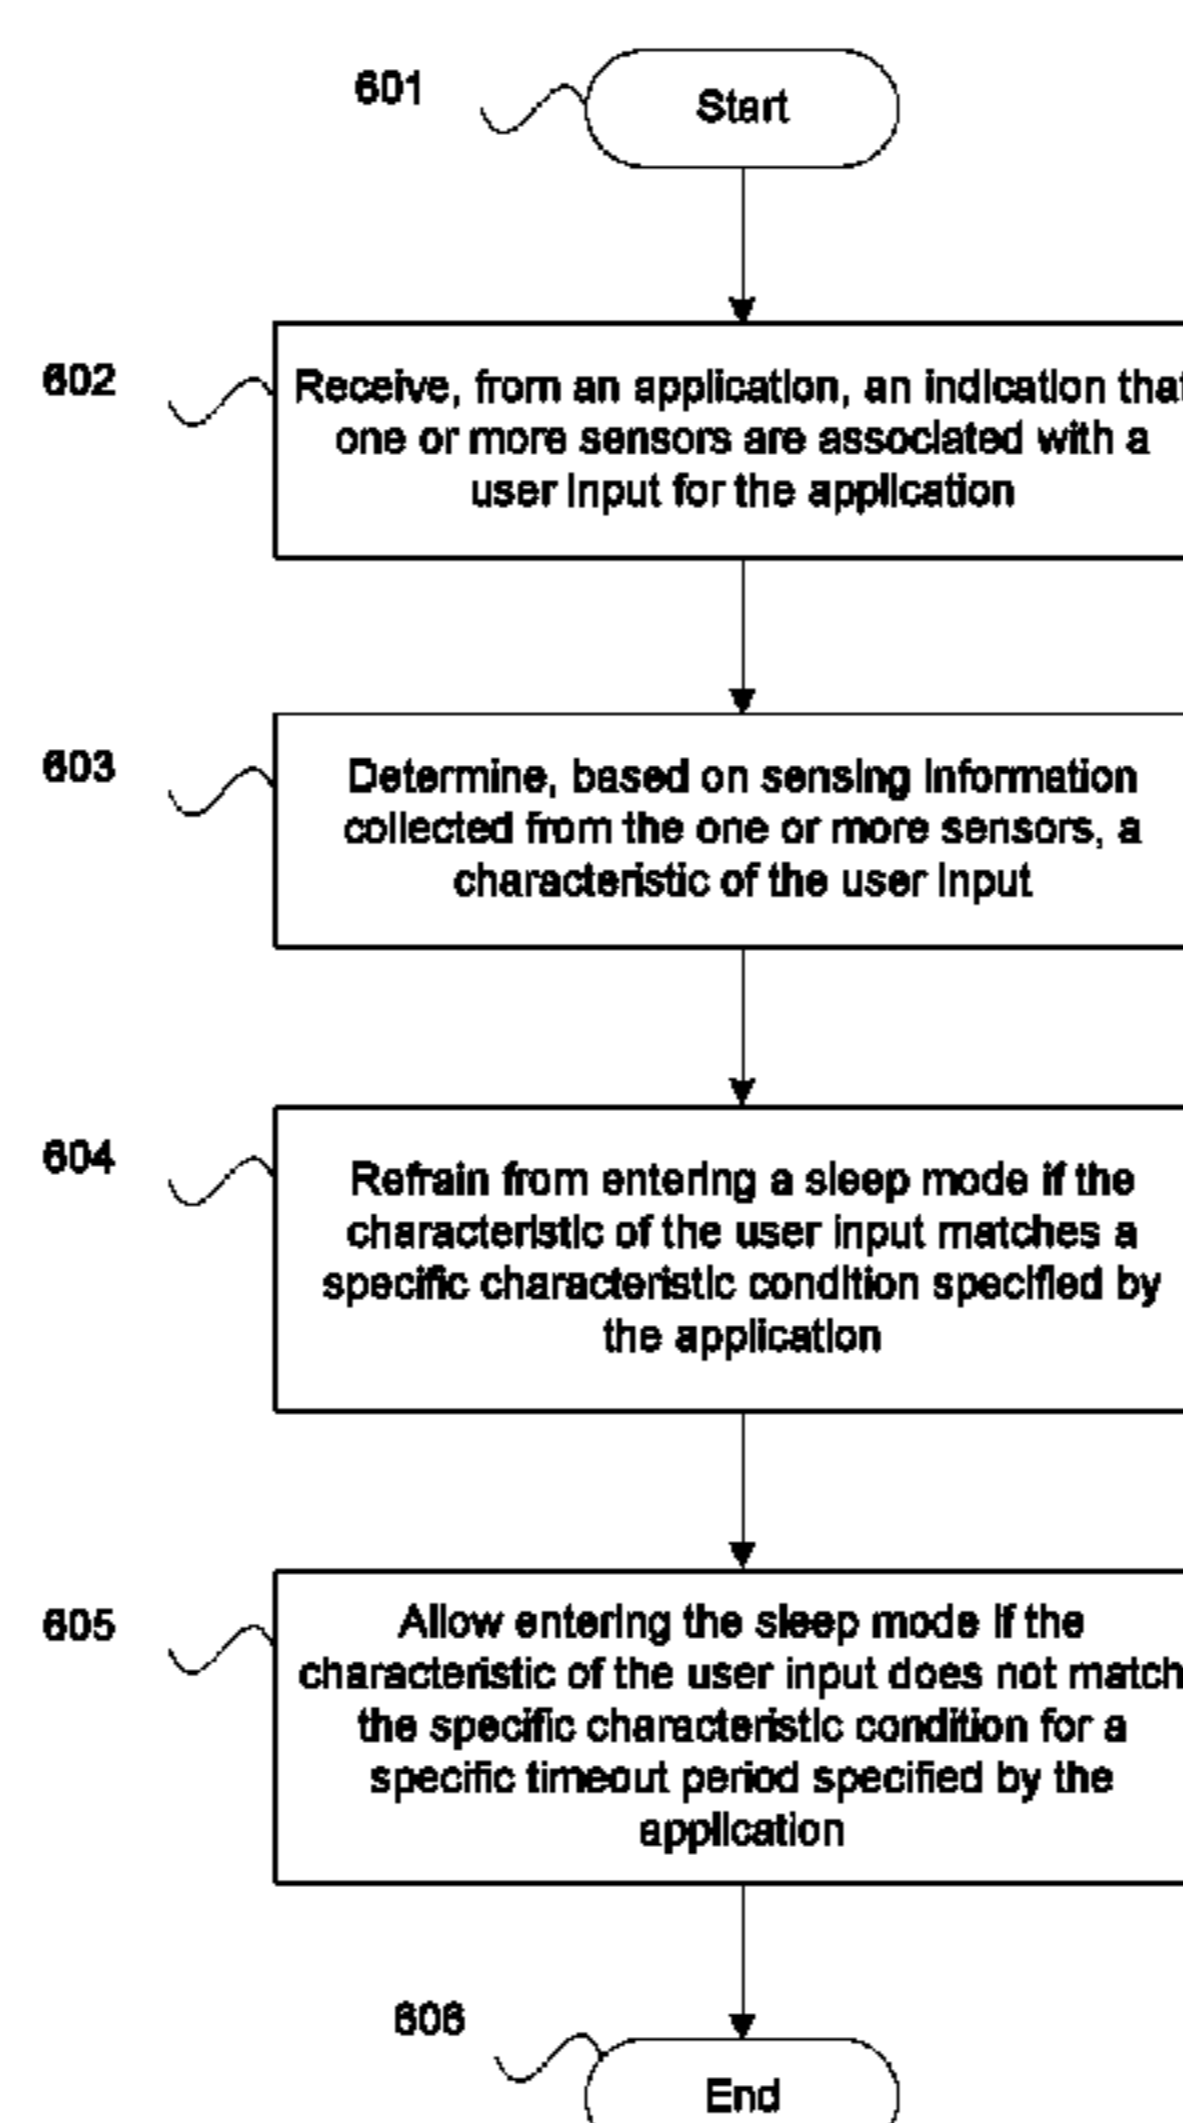 601
Start
602
Receive, from an application, an indication that
one or more sensors are associated with a
user input for the application
603
Determine, based on sensing information
collected from the one or more sensors, a
characteristic of the user input
604
Refrain from entering a sleep mode if the
characteristic of the user input matches a
specific characteristic condition specified by
the application
605
Allow entering the sleep mode if the
characteristic of the user input does not match
the specific characteristic condition for a
specific timeout period specified by the
application
606
End